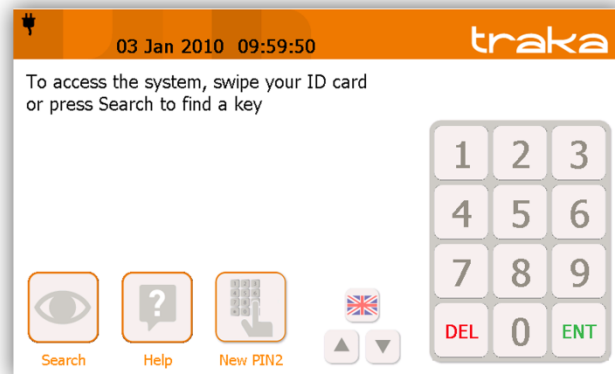 03 Jan 2010 09:59:50
traka
To access the system, swipe your ID card
or press Search to find a key
1 2 3
4 5 6
7 8 9
DEL 0 ENT
?
Search Help New PIN2